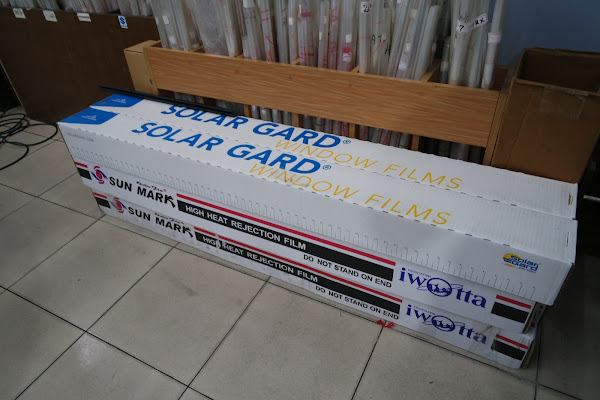 SOLAR GARD®
WINDOW FILMS
SOLAR GARD®
WINDOW FILMS
solar
gard
SUN MARK
HIGH HEAT REJECTION FILM
DO NOT STAND ON END
iwotta
SUN MARK
HIGH HEAT REJECTION FILM
DO NOT STAND ON END
iwotta